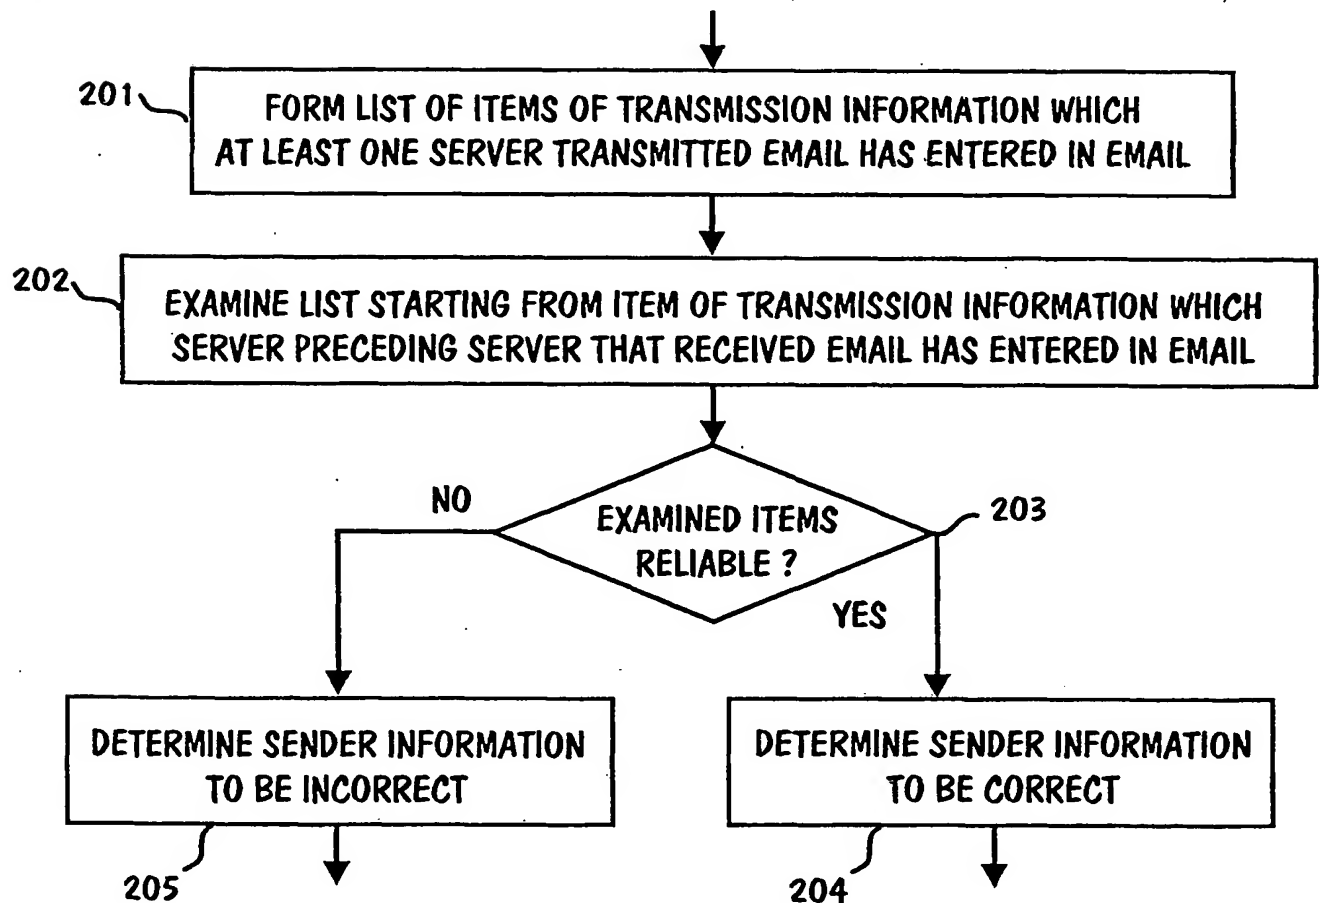 201
FORM LIST OF ITEMS OF TRANSMISSION INFORMATION WHICH
AT LEAST ONE SERVER TRANSMITTED EMAIL HAS ENTERED IN EMAIL
202
EXAMINE LIST STARTING FROM ITEM OF TRANSMISSION INFORMATION WHICH
SERVER PRECEDING SERVER THAT RECEIVED EMAIL HAS ENTERED IN EMAIL
NO
EXAMINED ITEMS
RELIABLE ?
203
YES
DETERMINE SENDER INFORMATION
TO BE INCORRECT
205
DETERMINE SENDER INFORMATION
TO BE CORRECT
204